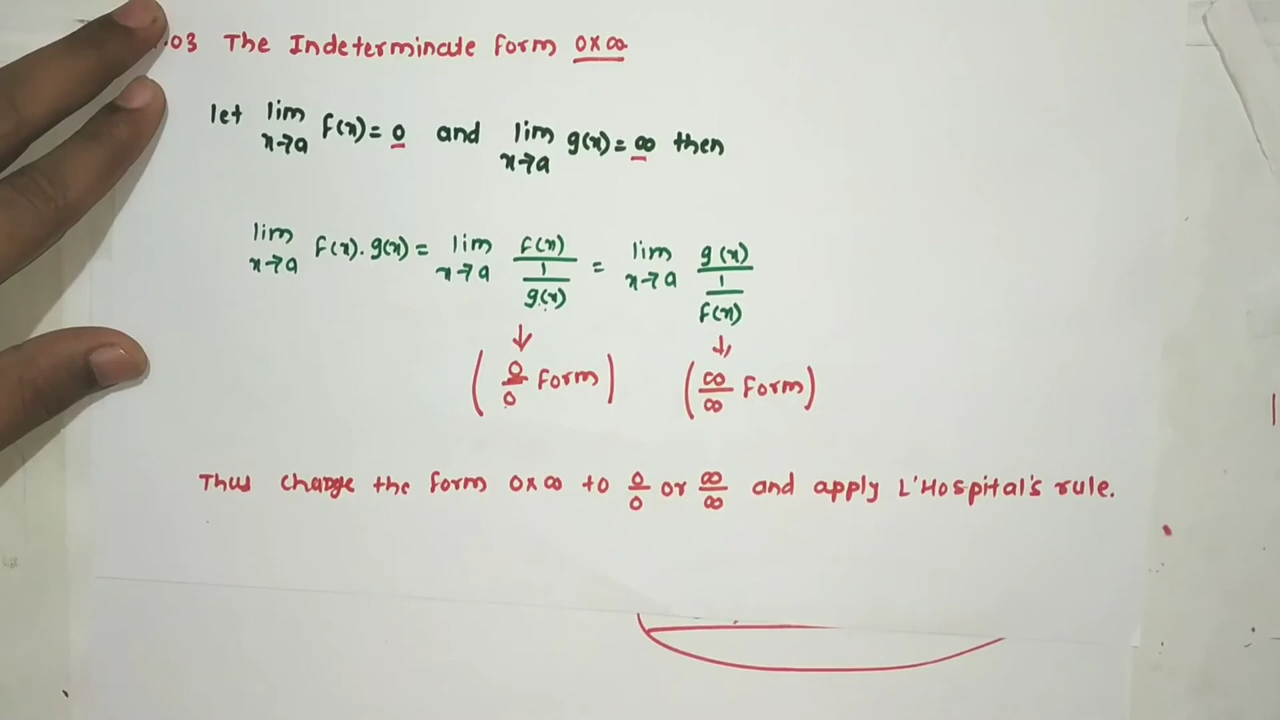 .03 The Indeterminate form 0×∞
let lim x→a f(x)=0 and lim x→a g(x)=∞ then
lim x→a f(x).g(x)= lim x→a f(x)/(1/g(x)) = lim x→a g(x)/(1/f(x))
↓ ↓
(0/0 form) (∞/∞ form)
Thus change the form 0×∞ to 0/0 or ∞/∞ and apply L'Hospital's rule.